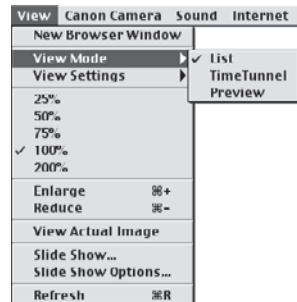 View Canon Camera Sound Internet
New Browser Window
View Mode
View Settings
25%
50%
75%
✓ 100%
200%
Enlarge ⌘+
Reduce ⌘-
View Actual Image
Slide Show...
Slide Show Options...
Refresh ⌘R
✓ List
TimeTunnel
Preview